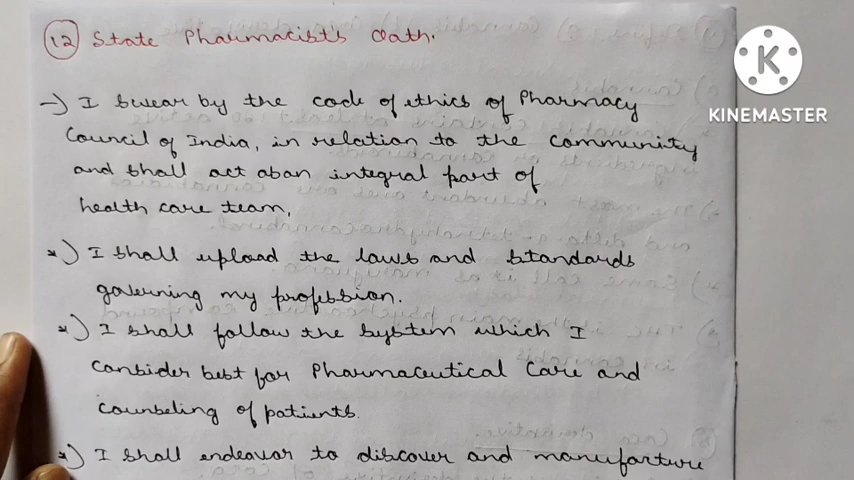 12 State Pharmacists Oath.
→ I swear by the code of ethics of Pharmacy
Council of India, in relation to the community
and shall act as an integral part of
health care team.
*) I shall upload the laws and standards
governing my profession.
*) I shall follow the system which I
consider best for Pharmaceutical Care and
counseling of patients.
*) I shall endeavor to discover and manufarture
K
KINEMASTER